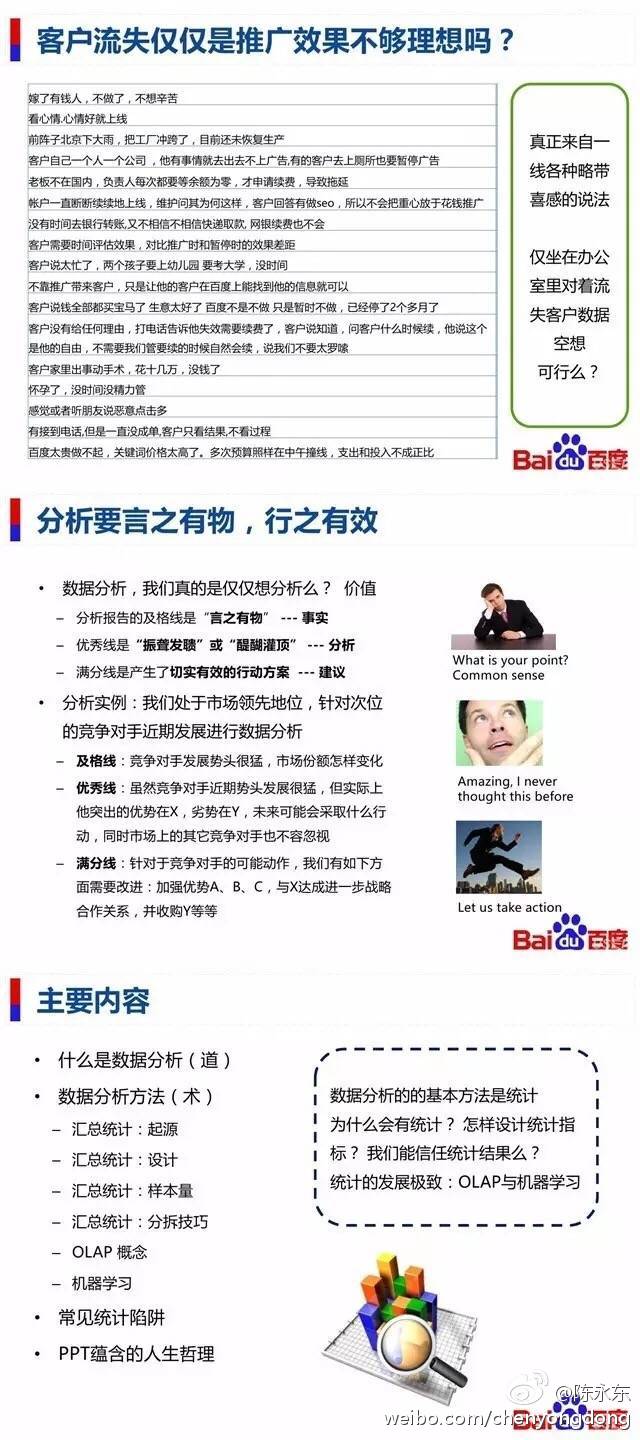 客户流失仅仅是推广效果不够理想吗？
嫁了有钱人，不做了，不想辛苦
看心情.心情好就上线
前阵子北京下大雨，把工厂冲跨了，目前还未恢复生产
客户自己一个人一个公司 ，他有事情就去出去不上广告,有的客户去上厕所也要暂停广告
老板不在国内，负责人每次都要等余额为零，才申请续费，导致拖延
帐户一直断断续续地上线，维护问其为何这样，客户回答有做seo，所以不会把重心放于花钱推广
没有时间去银行转账,又不相信不相信快递取款, 网银续费也不会
客户需要时间评估效果，对比推广时和暂停时的效果差距
客户说太忙了，两个孩子要上幼儿园 要考大学，没时间
不靠推广带来客户，只是让他的客户在百度上能找到他的信息就可以
客户说钱全部都买宝马了 生意太好了 百度不是不做 只是暂时不做，已经停了2个多月了
客户没有给任何理由，打电话告诉他失效需要续费了，客户说知道，问客户什么时候续，他说这个
是他的自由，不需要我们管要续的时候自然会续，说我们不要太罗嗦
客户家里出事动手术，花十几万，没钱了
怀孕了，没时间没精力管
感觉或者听朋友说恶意点击多
有接到电话,但是一直没成单,客户只看结果,不看过程
百度太贵做不起，关键词价格太高了。多次预算照样在中午撞线，支出和投入不成正比
真正来自一
线各种略带
喜感的说法
仅坐在办公
室里对着流
失客户数据
空想
可行么？
Bai du 百度
分析要言之有物，行之有效
• 数据分析，我们真的是仅仅想分析么？ 价值
– 分析报告的及格线是“言之有物” --- 事实
– 优秀线是“振聋发聩”或“醍醐灌顶” --- 分析
– 满分线是产生了切实有效的行动方案 --- 建议
• 分析实例：我们处于市场领先地位，针对次位
的竞争对手近期发展进行数据分析
– 及格线：竞争对手发展势头很猛，市场份额怎样变化
– 优秀线：虽然竞争对手近期势头发展很猛，但实际上
他突出的优势在X，劣势在Y，未来可能会采取什么行
动，同时市场上的其它竞争对手也不容忽视
– 满分线：针对于竞争对手的可能动作，我们有如下方
面需要改进：加强优势A、B、C，与X达成进一步战略
合作关系，并收购Y等等
What is your point?
Common sense
Amazing, I never
thought this before
Let us take action
Bai du 百度
主要内容
• 什么是数据分析（道）
• 数据分析方法（术）
– 汇总统计：起源
– 汇总统计：设计
– 汇总统计：样本量
– 汇总统计：分拆技巧
– OLAP 概念
– 机器学习
• 常见统计陷阱
• PPT蕴含的人生哲理
数据分析的的基本方法是统计
为什么会有统计？ 怎样设计统计指
标？ 我们能信任统计结果么？
统计的发展极致：OLAP与机器学习
@陈永东
Bai du 百度
weibo.com/chenyongdong